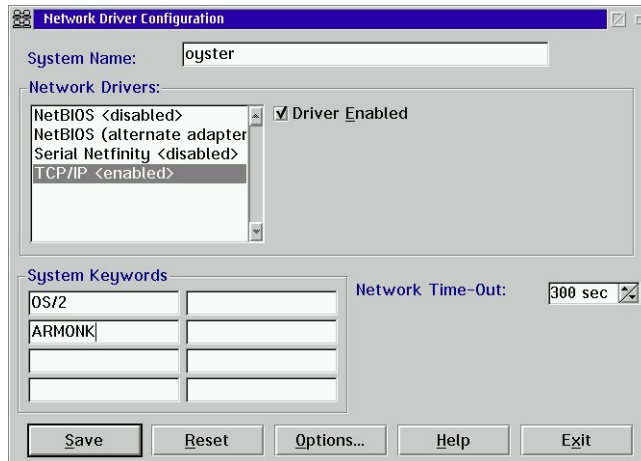 Network Driver Configuration
System Name: oyster
Network Drivers:
NetBIOS <disabled>
Driver Enabled
NetBIOS (alternate adapter
Serial Netfinity <disabled>
TCP/IP <enabled>
System Keywords
Network Time-Out: 300 sec
OS/2
ARMONK
Save Reset Options... Help Exit